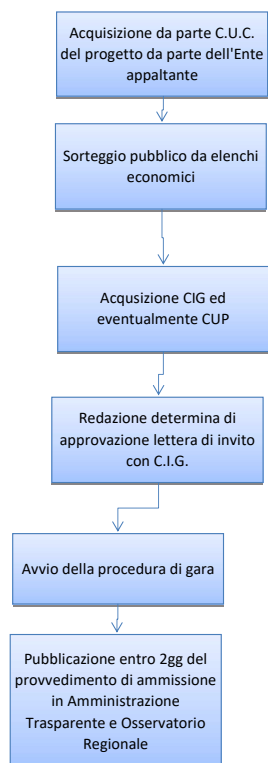 Acquisizione da parte C.U.C.
del progetto da parte dell'Ente
appaltante
Sorteggio pubblico da elenchi
economici
Acqusizione CIG ed
eventualmente CUP
Redazione determina di
approvazione lettera di invito
con C.I.G.
Avvio della procedura di gara
Pubblicazione entro 2gg del
provvedimento di ammissione
in Amministrazione
Trasparente e Osservatorio
Regionale